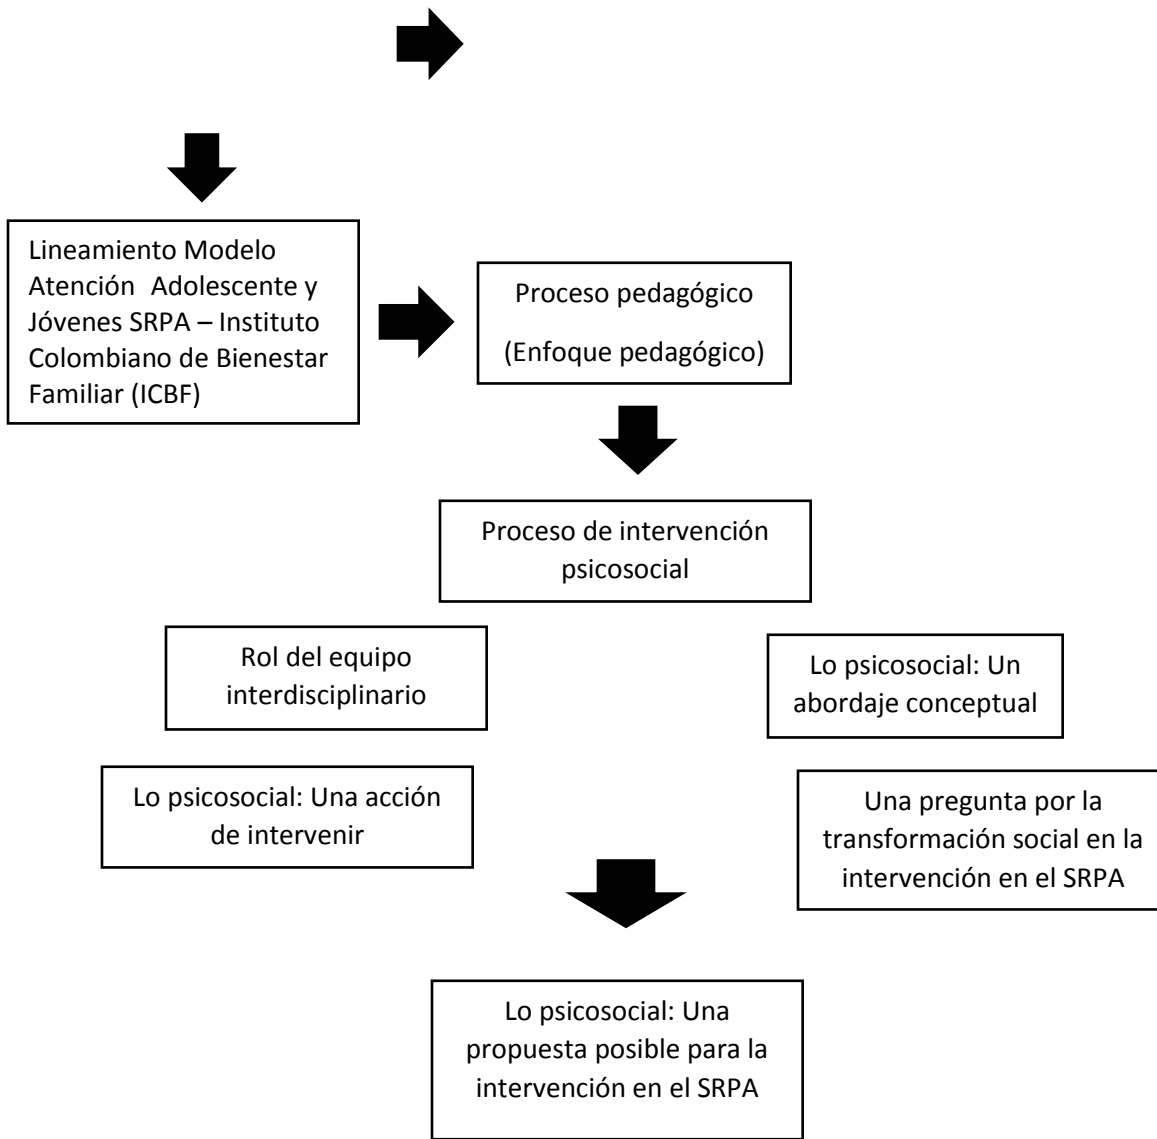 Lineamiento Modelo
Atención Adolescente y
Jóvenes SRPA – Instituto
Colombiano de Bienestar
Familiar (ICBF)
Proceso pedagógico
(Enfoque pedagógico)
Proceso de intervención
psicosocial
Rol del equipo
interdisciplinario
Lo psicosocial: Un
abordaje conceptual
Lo psicosocial: Una acción
de intervenir
Una pregunta por la
transformación social en la
intervención en el SRPA
Lo psicosocial: Una
propuesta posible para la
intervención en el SRPA